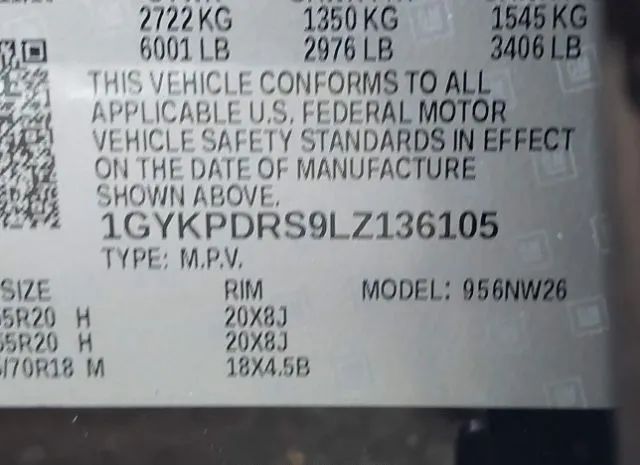 2722 KG 1350 KG 1545 KG
6001 LB 2976 LB 3406 LB
THIS VEHICLE CONFORMS TO ALL
APPLICABLE U.S. FEDERAL MOTOR
VEHICLE SAFETY STANDARDS IN EFFECT
ON THE DATE OF MANUFACTURE
SHOWN ABOVE.
1GYKPDRS9LZ136105
TYPE: M.P.V.
SIZE RIM MODEL: 956NW26
5R20 H 20X8J
5R20 H 20X8J
/70R18 M 18X4.5B